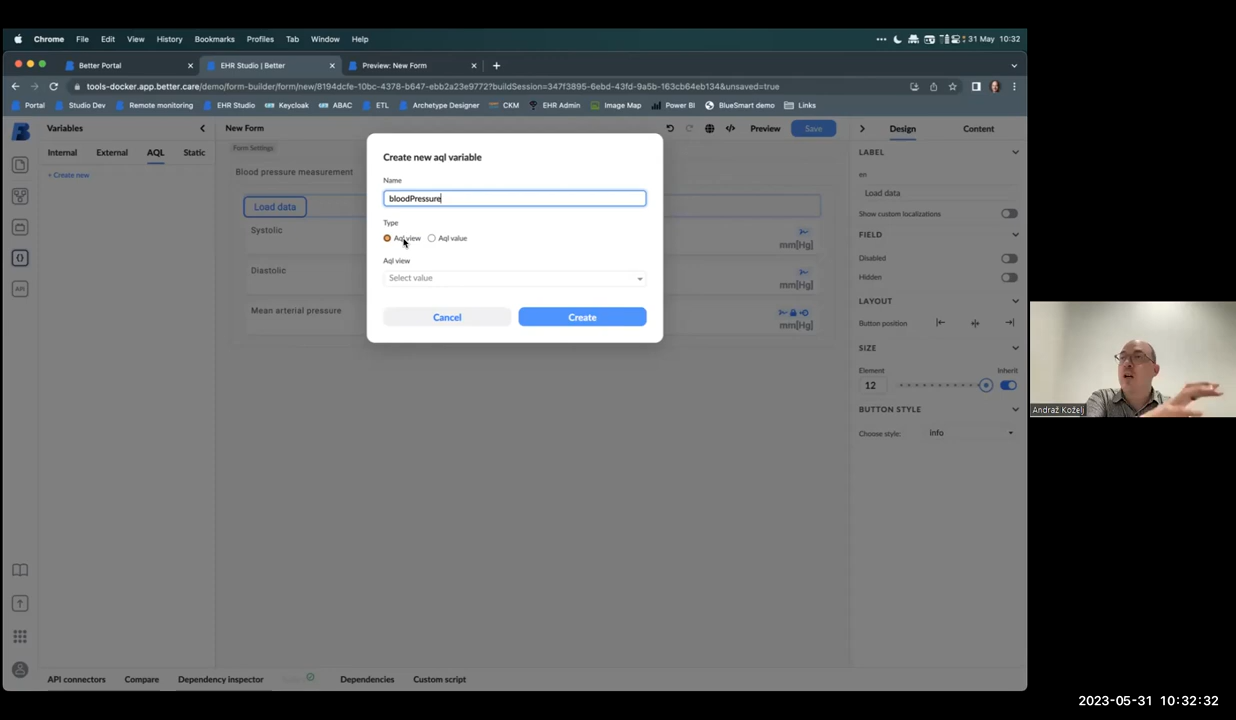 Chrome File Edit View History Bookmarks Profiles Tab Window Help 31 May 10:32
Better Portal EHR Studio | Better Preview: New Form
tools-docker.app.better.care/demo/form-builder/form/new/8194dcfe-10bc-4378-b647-ebb2a23e9772?buildSession=347f3895-6ebd-43fd-9a5b-163cb64eb134&unsaved=true
Portal Studio Dev Remote monitoring EHR Studio Keycloak ABAC ETL Archetype Designer CKM EHR Admin Image Map Power BI BlueSmart demo Links
Variables
Internal External AQL Static
+ Create new
New Form
Preview Save
Form Settings
Blood pressure measurement
Load data
Systolic
mm[Hg]
Diastolic
mm[Hg]
Mean arterial pressure
mm[Hg]
Create new aql variable
Name
bloodPressure
Type
Aql view Aql value
Aql view
Select value
Cancel Create
Design Content
LABEL
en
Load data
Show custom localizations
FIELD
Disabled
Hidden
LAYOUT
Button position
SIZE
Element Inherit
12
BUTTON STYLE
Choose style: info
API connectors Compare Dependency inspector Dependencies Custom script
API
Andraž Koželj
2023-05-31 10:32:32